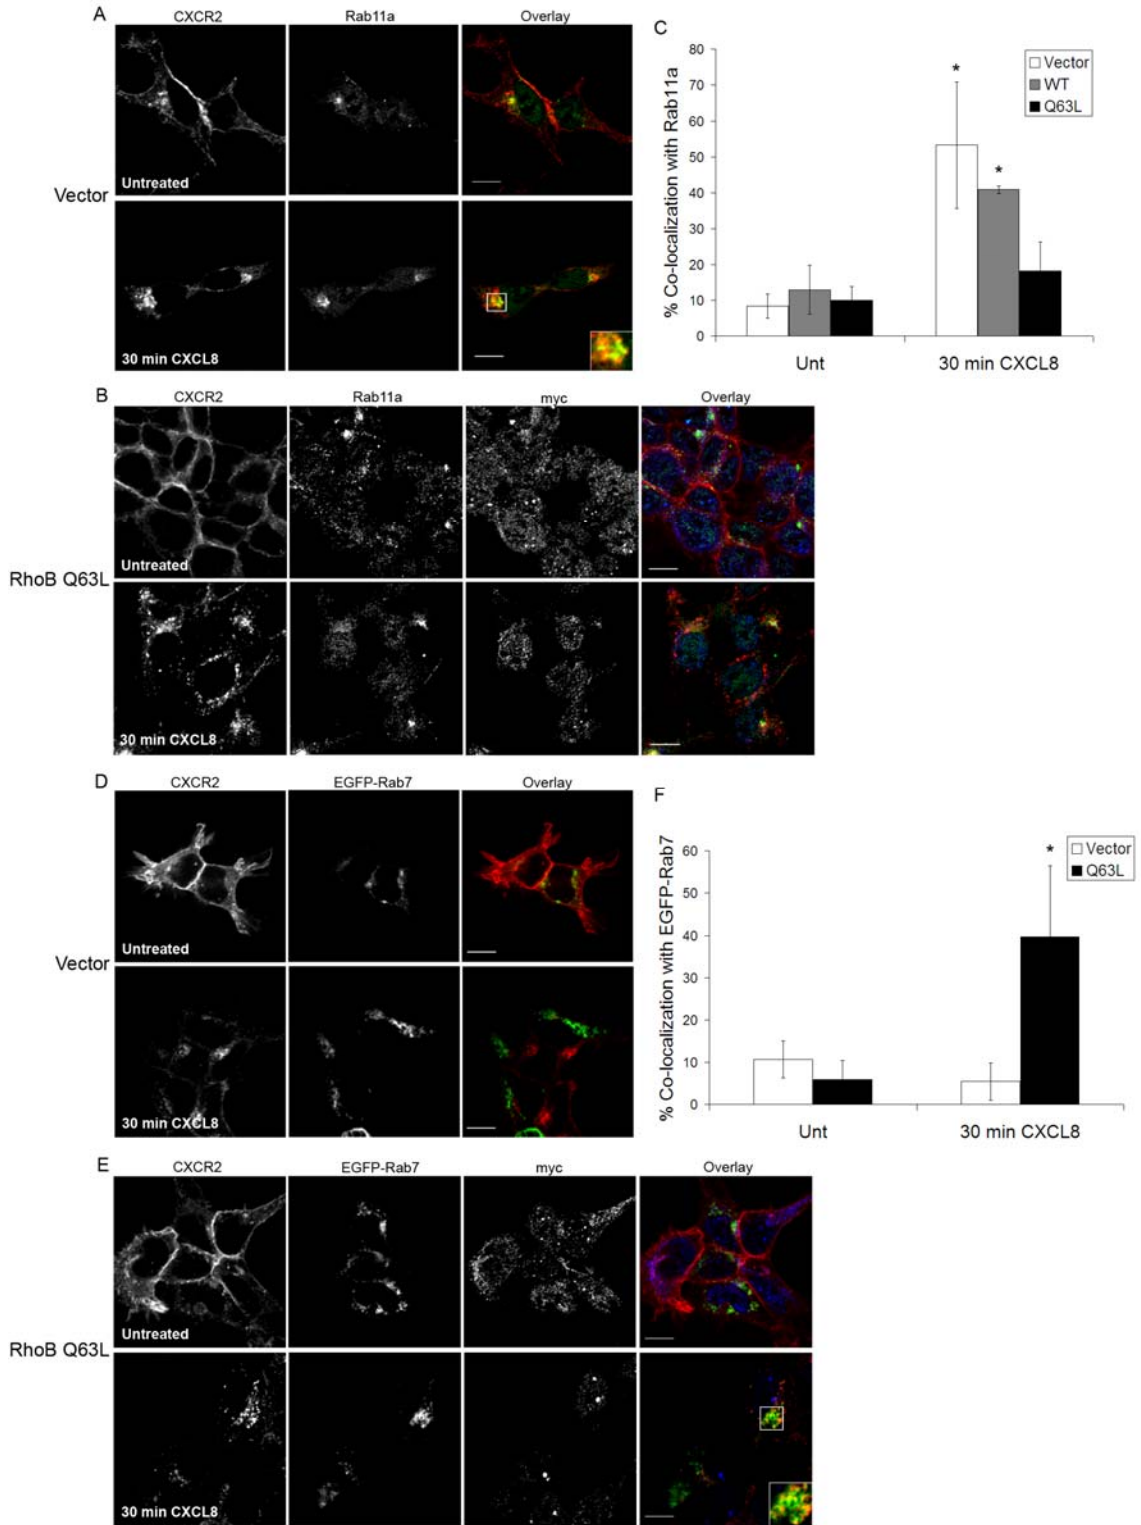 A
CXCR2 Rab11a Overlay
Untreated
Vector
30 min CXCL8
C
% Co-localization with Rab11a
80
70
60
50
40
30
20
10
0
* *
Vector
WT
Q63L
Unt 30 min CXCL8
B
CXCR2 Rab11a myc Overlay
Untreated
RhoB Q63L
30 min CXCL8
D
CXCR2 EGFP-Rab7 Overlay
Untreated
Vector
30 min CXCL8
F
% Co-localization with EGFP-Rab7
60
50
40
30
20
10
0
*
Vector
Q63L
Unt 30 min CXCL8
E
CXCR2 EGFP-Rab7 myc Overlay
Untreated
RhoB Q63L
30 min CXCL8